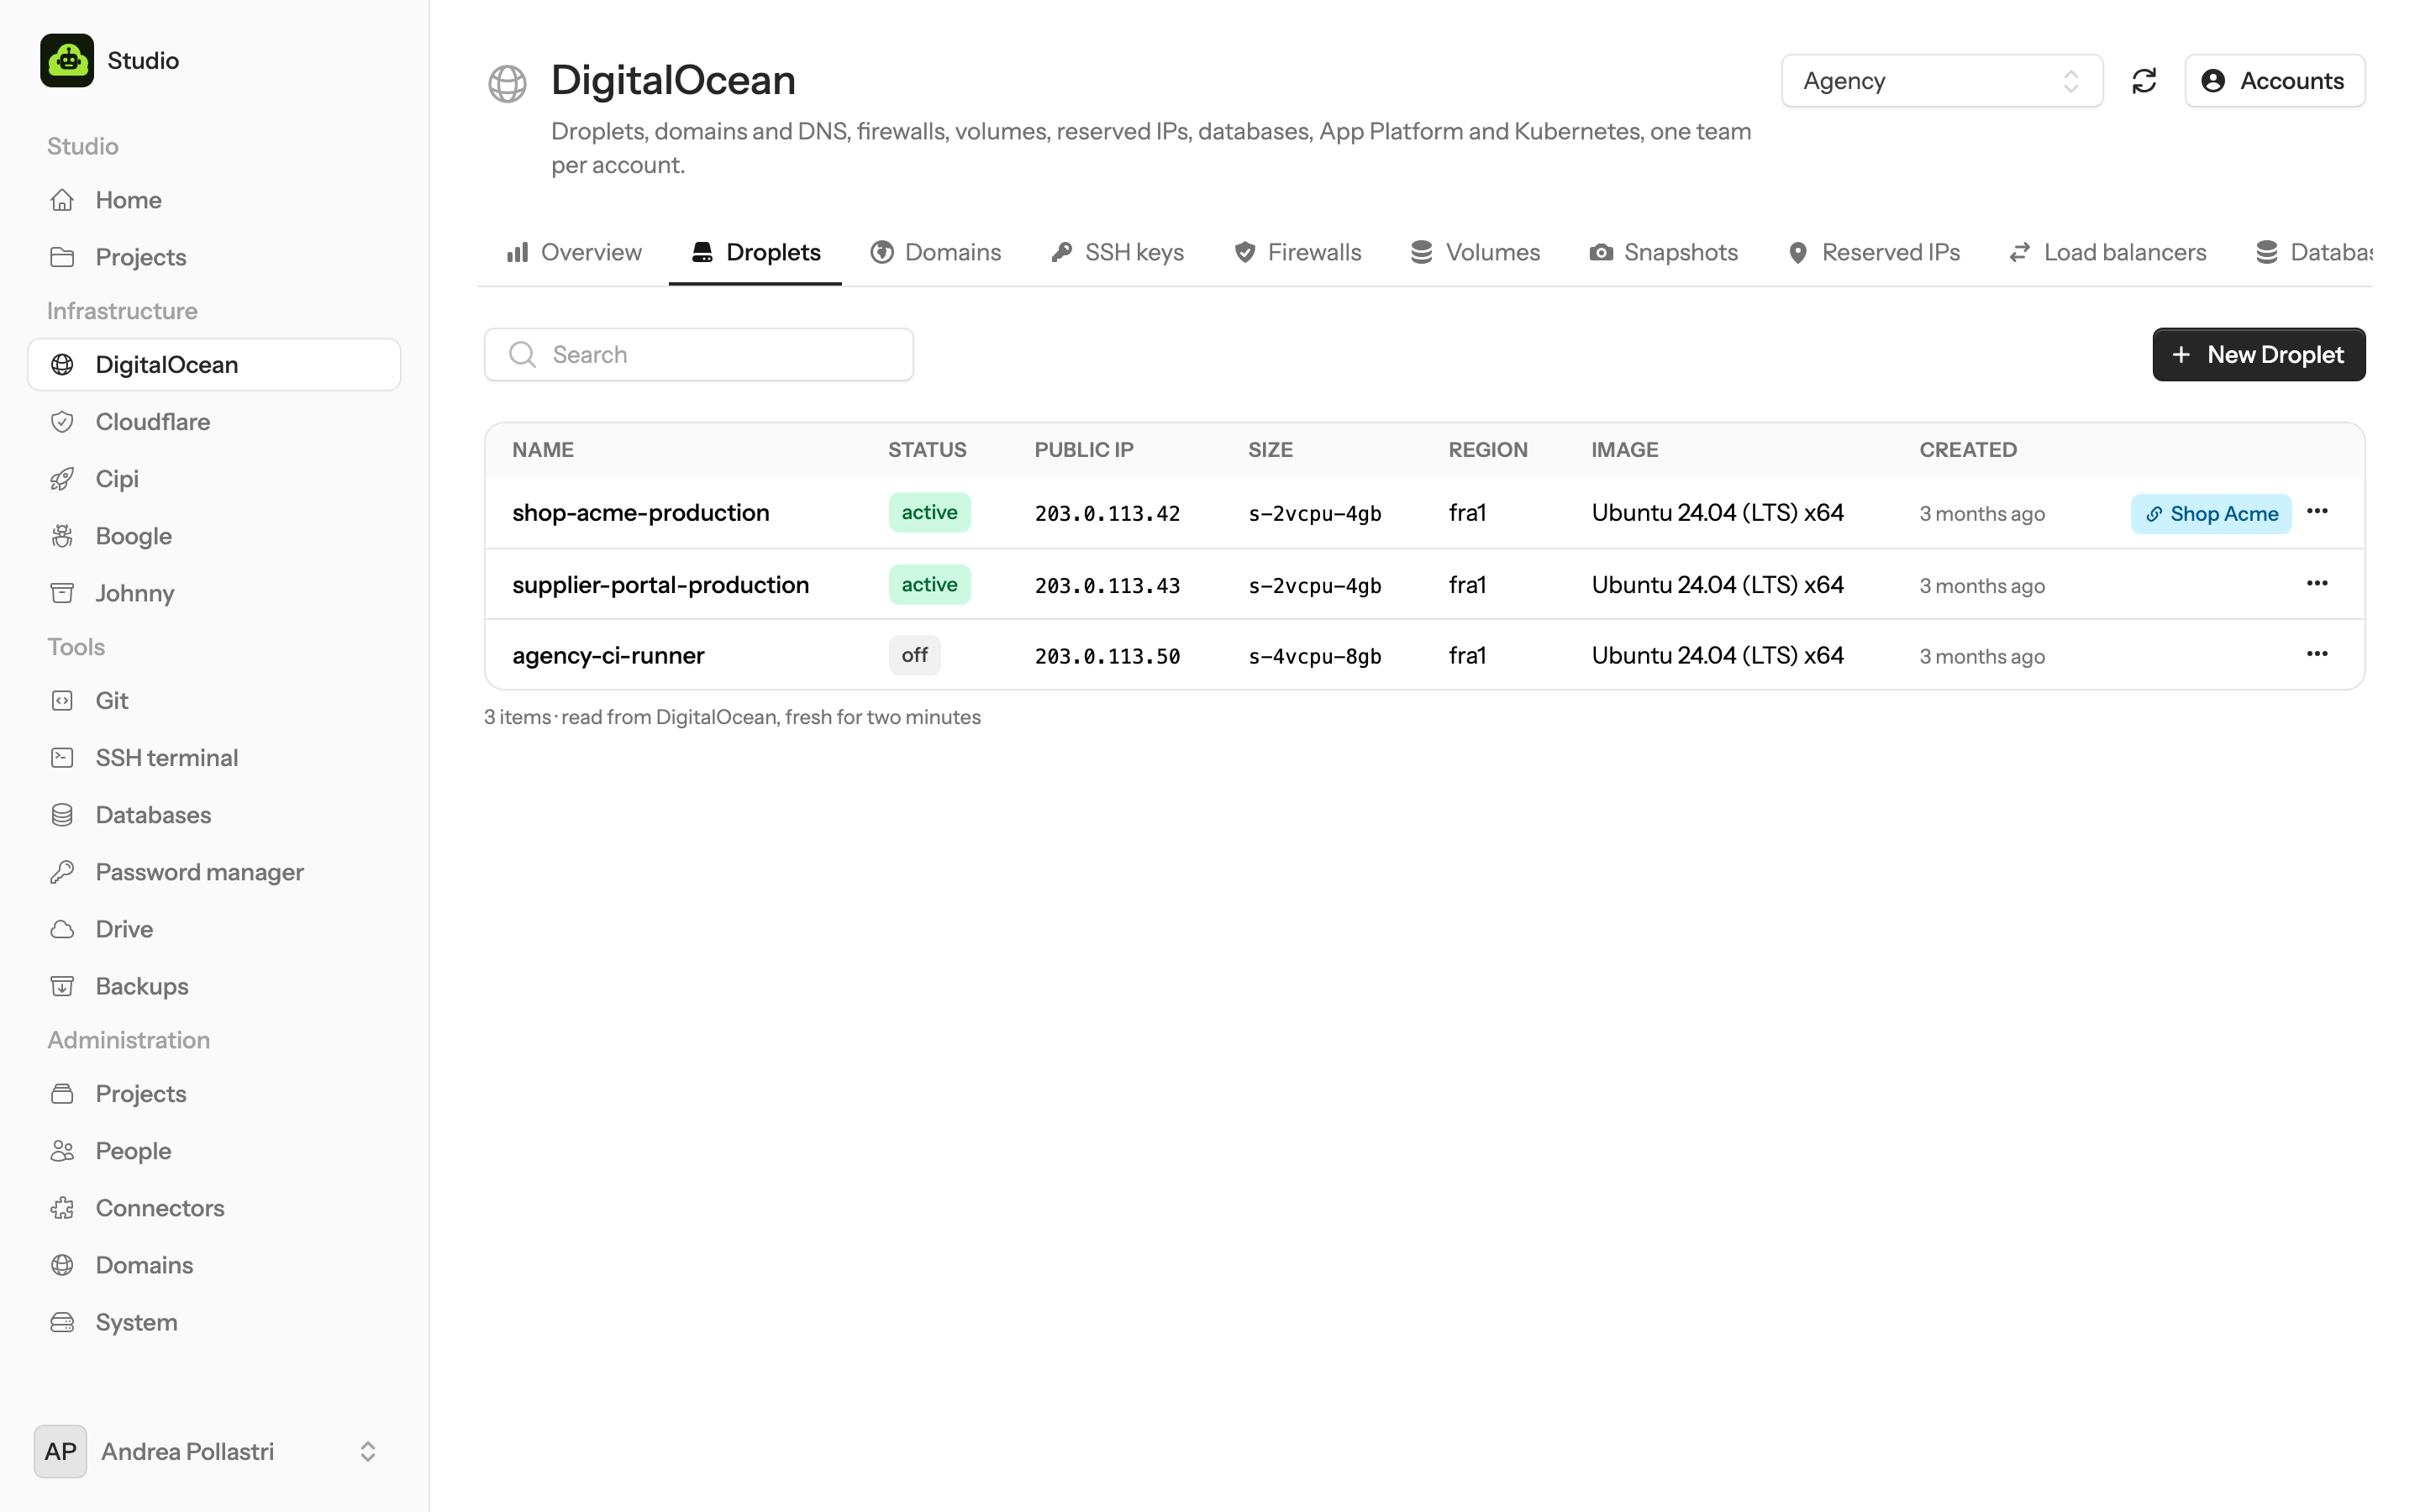 Studio
Studio
Home
Projects
Infrastructure
DigitalOcean
Cloudflare
Cipi
Boogle
Johnny
Tools
Git
SSH terminal
Databases
Password manager
Drive
Backups
Administration
Projects
People
Connectors
Domains
System
AP Andrea Pollastri
DigitalOcean
Droplets, domains and DNS, firewalls, volumes, reserved IPs, databases, App Platform and Kubernetes, one team
per account.
Agency
Accounts
Overview Droplets Domains SSH keys Firewalls Volumes Snapshots Reserved IPs Load balancers Databas
Search
+ New Droplet
NAME STATUS PUBLIC IP SIZE REGION IMAGE CREATED
shop-acme-production active 203.0.113.42 s-2vcpu-4gb fra1 Ubuntu 24.04 (LTS) x64 3 months ago Shop Acme
supplier-portal-production active 203.0.113.43 s-2vcpu-4gb fra1 Ubuntu 24.04 (LTS) x64 3 months ago
agency-ci-runner off 203.0.113.50 s-4vcpu-8gb fra1 Ubuntu 24.04 (LTS) x64 3 months ago
3 items · read from DigitalOcean, fresh for two minutes